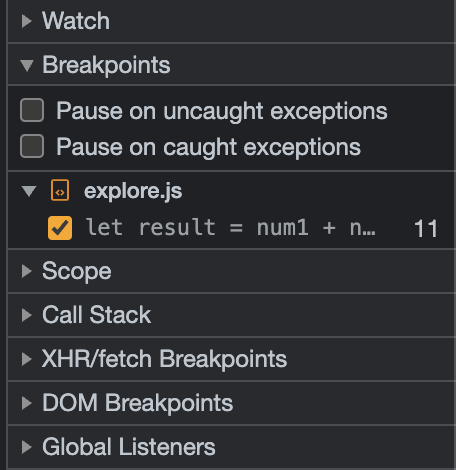 Watch
Breakpoints
Pause on uncaught exceptions
Pause on caught exceptions
explore.js
let result = num1 + n… 11
Scope
Call Stack
XHR/fetch Breakpoints
DOM Breakpoints
Global Listeners